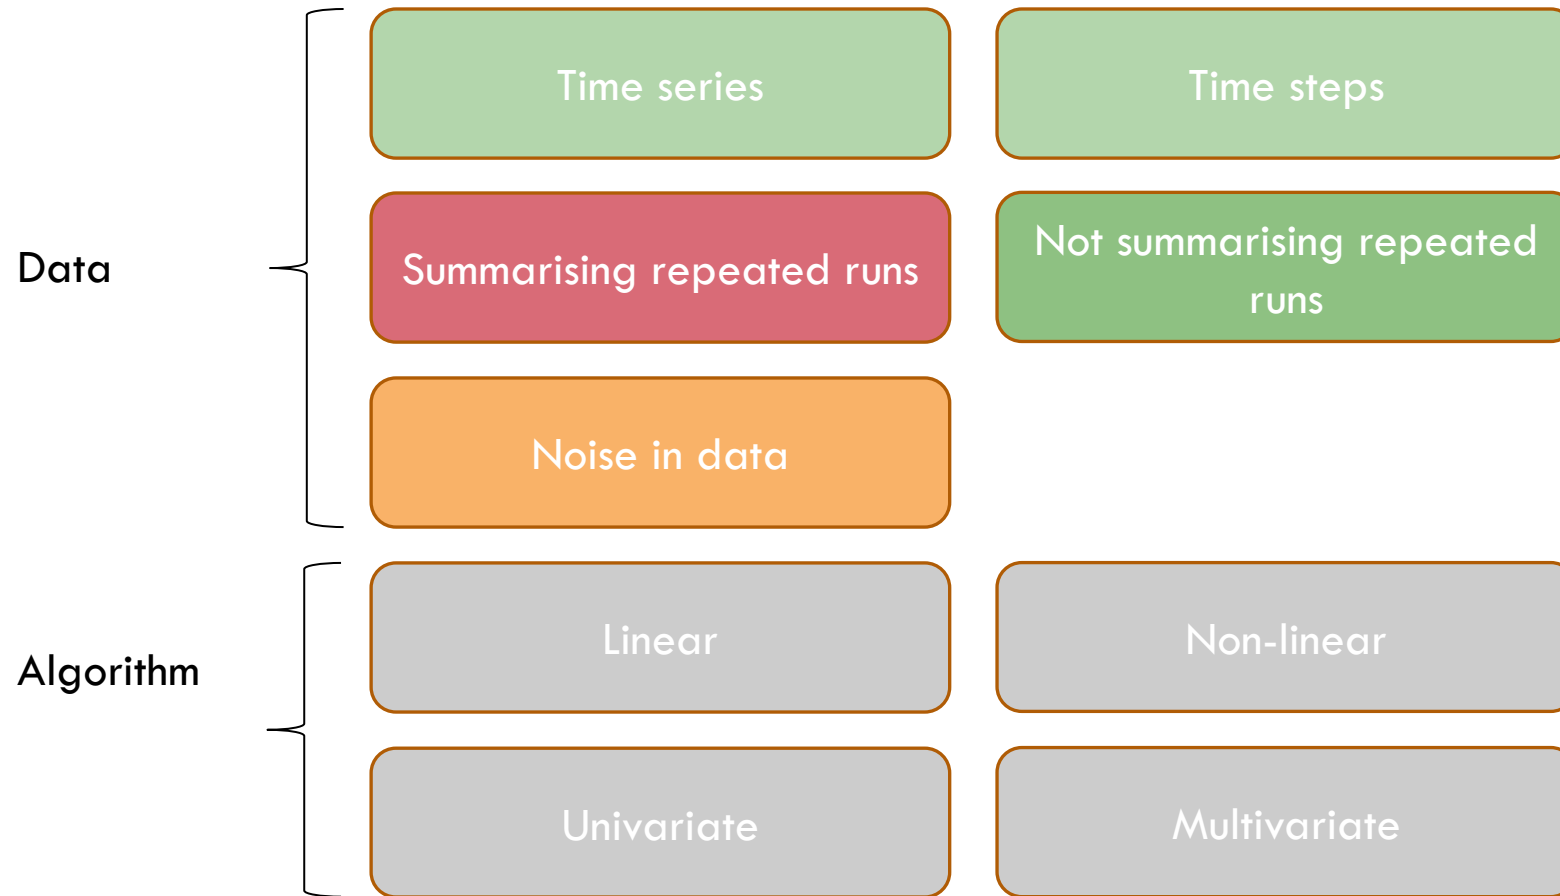 Time series
Time steps
Data
Summarising repeated runs
Not summarising repeated
runs
Noise in data
Algorithm
Linear
Non-linear
Univariate
Multivariate